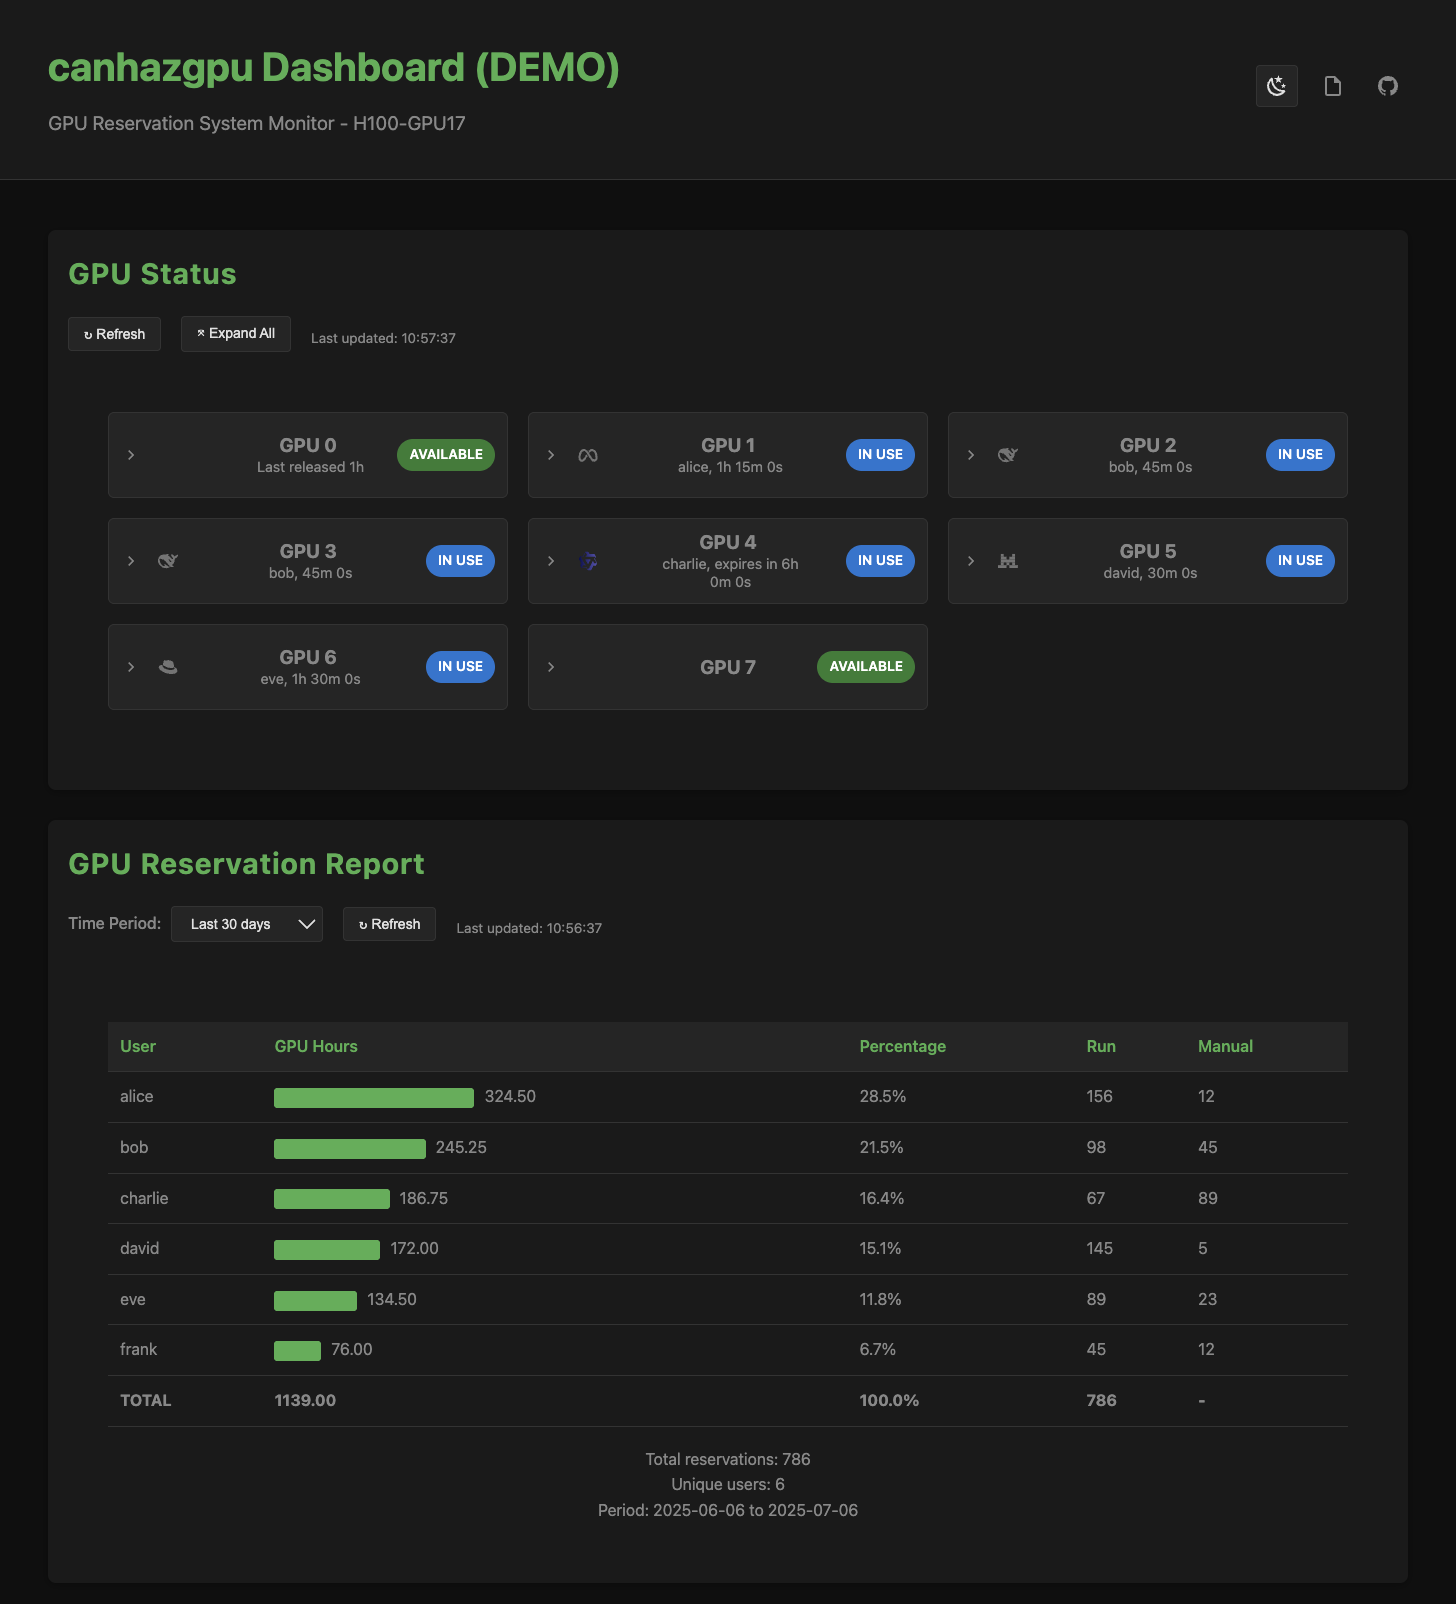 canhazgpu Dashboard (DEMO)
GPU Reservation System Monitor - H100-GPU17
GPU Status
↻ Refresh
Expand All
Last updated: 10:57:37
GPU 0
Last released 1h
AVAILABLE
GPU 1
alice, 1h 15m 0s
IN USE
GPU 2
bob, 45m 0s
IN USE
GPU 3
bob, 45m 0s
IN USE
GPU 4
charlie, expires in 6h
0m 0s
IN USE
GPU 5
david, 30m 0s
IN USE
GPU 6
eve, 1h 30m 0s
IN USE
GPU 7
AVAILABLE
GPU Reservation Report
Time Period: Last 30 days
↻ Refresh
Last updated: 10:56:37
User GPU Hours Percentage Run Manual
alice 324.50 28.5% 156 12
bob 245.25 21.5% 98 45
charlie 186.75 16.4% 67 89
david 172.00 15.1% 145 5
eve 134.50 11.8% 89 23
frank 76.00 6.7% 45 12
TOTAL 1139.00 100.0% 786 -
Total reservations: 786
Unique users: 6
Period: 2025-06-06 to 2025-07-06